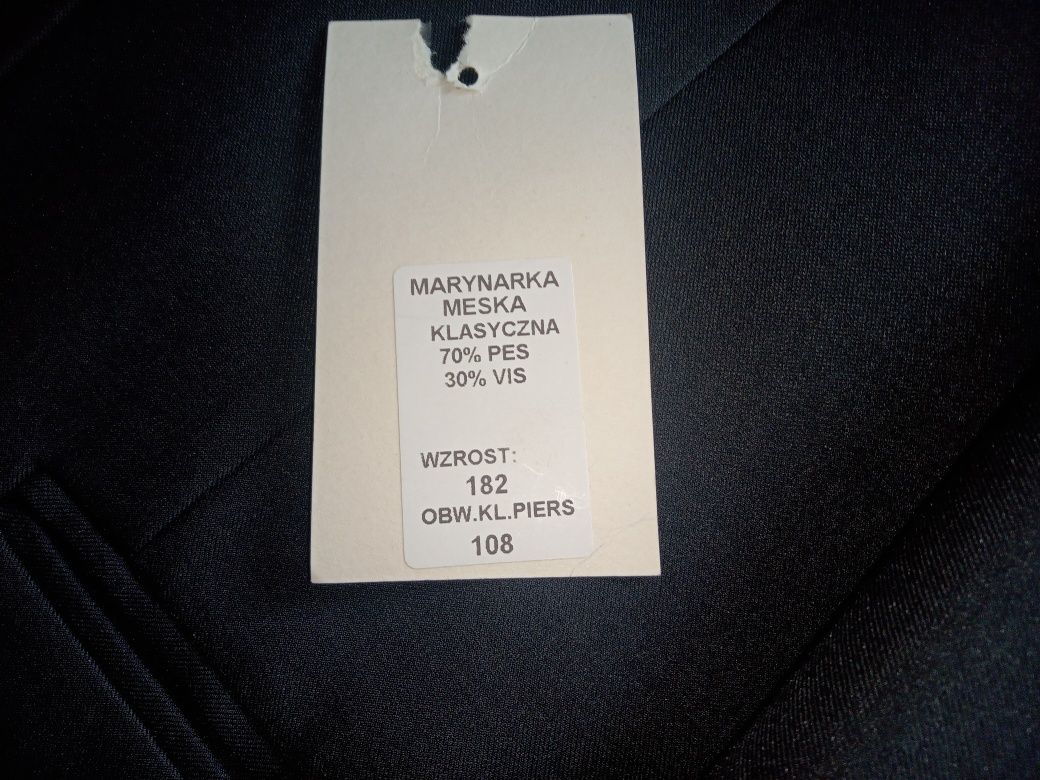 MARYNARKA
MESKA
KLASYCZNA
70% PES
30% VIS
WZROST:
182
OBW.KL.PIERS
108